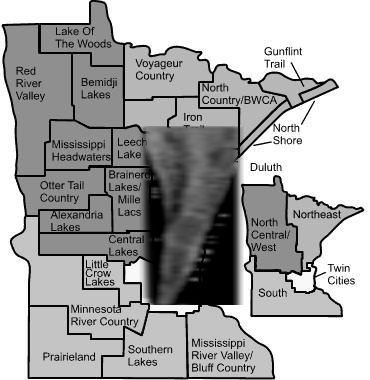 Lake Of
The Woods
Voyageur
Country
Gunflint
Trail
Red
River
Valley
Bemidji
Lakes
North
Country/BWCA
Iron
North
Shore
Mississippi
Headwaters
Leech
Lake
Duluth
Otter Tail
Country
Brainerd
Lakes/
Mille
Lacs
Alexandria
Lakes
Central
Lakes
North
Central/
West
Northeast
Twin
Cities
South
Little
Crow
Lakes
Minnesota
River Country
Prairieland
Southern
Lakes
Mississippi
River Valley/
Bluff Country